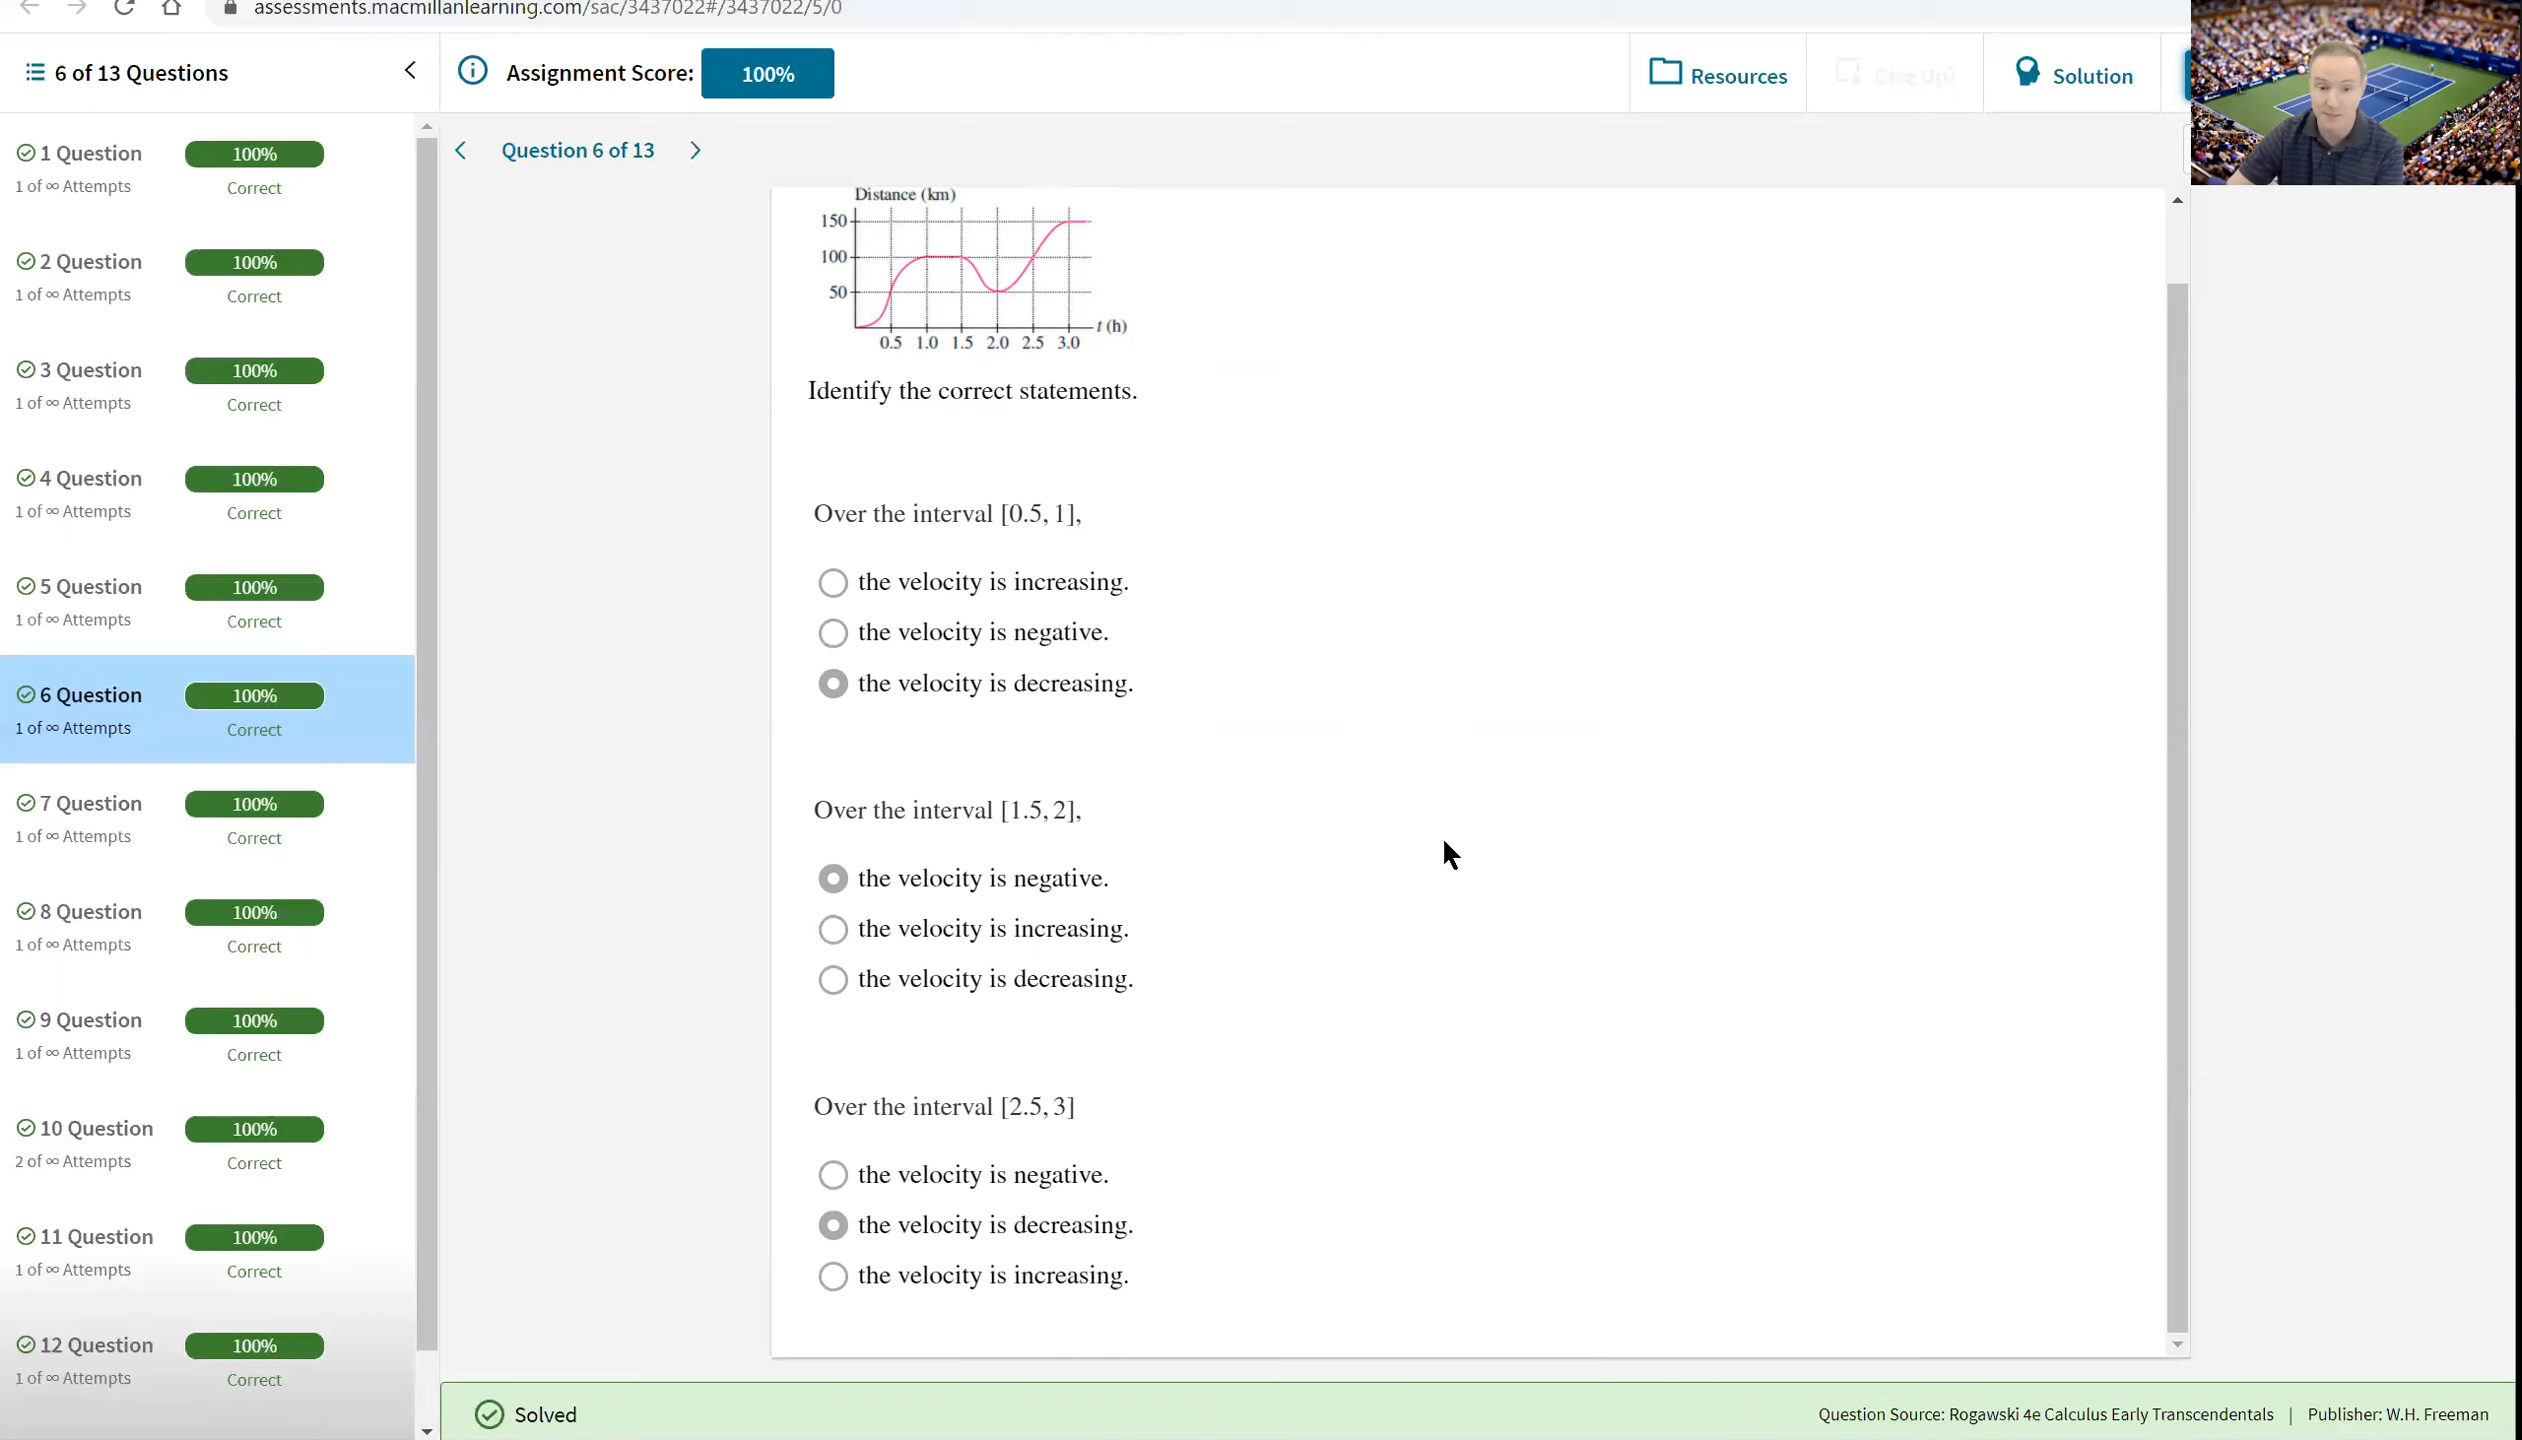 assessments.macmillanlearning.com/sac/3437022#/3437022/5/0
6 of 13 Questions
Assignment Score: 100%
Resources
Give Up?
Solution
1 Question 100%
1 of ∞ Attempts Correct
2 Question 100%
1 of ∞ Attempts Correct
3 Question 100%
1 of ∞ Attempts Correct
4 Question 100%
1 of ∞ Attempts Correct
5 Question 100%
1 of ∞ Attempts Correct
6 Question 100%
1 of ∞ Attempts Correct
7 Question 100%
1 of ∞ Attempts Correct
8 Question 100%
1 of ∞ Attempts Correct
9 Question 100%
1 of ∞ Attempts Correct
10 Question 100%
2 of ∞ Attempts Correct
11 Question 100%
1 of ∞ Attempts Correct
12 Question 100%
1 of ∞ Attempts Correct
Question 6 of 13
Distance (km)
150
100
50
t (h)
0.5 1.0 1.5 2.0 2.5 3.0
Identify the correct statements.
Over the interval [0.5, 1],
the velocity is increasing.
the velocity is negative.
the velocity is decreasing.
Over the interval [1.5, 2],
the velocity is negative.
the velocity is increasing.
the velocity is decreasing.
Over the interval [2.5, 3]
the velocity is negative.
the velocity is decreasing.
the velocity is increasing.
Solved
Question Source: Rogawski 4e Calculus Early Transcendentals | Publisher: W.H. Freeman